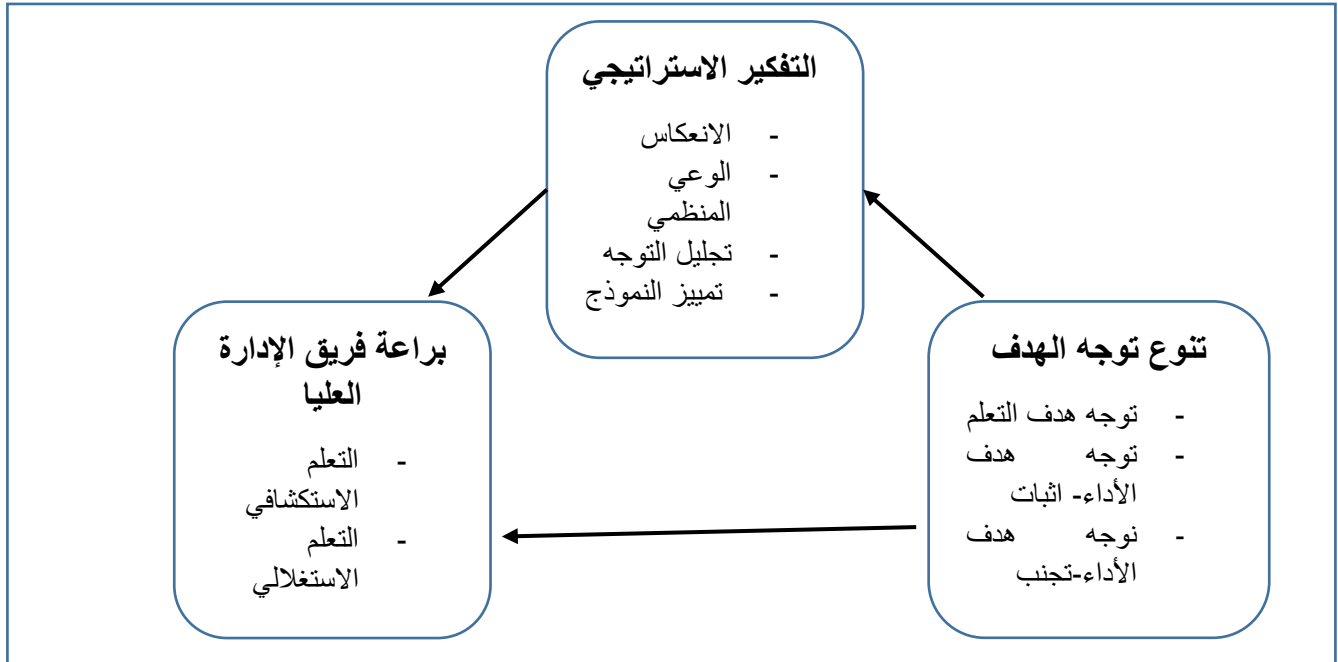 التفكير الاستراتيجي
- الانعكاس
- الوعي
المنظمي
- تجليل التوجه
- تمييز النموذج
تنوع توجه الهدف
- توجه هدف التعلم
- توجه هدف
الأداء- اثبات
- نوجه هدف
الأداء-تجنب
براعة فريق الإدارة
العليا
- التعلم
الاستكشافي
- التعلم
الاستغلالي